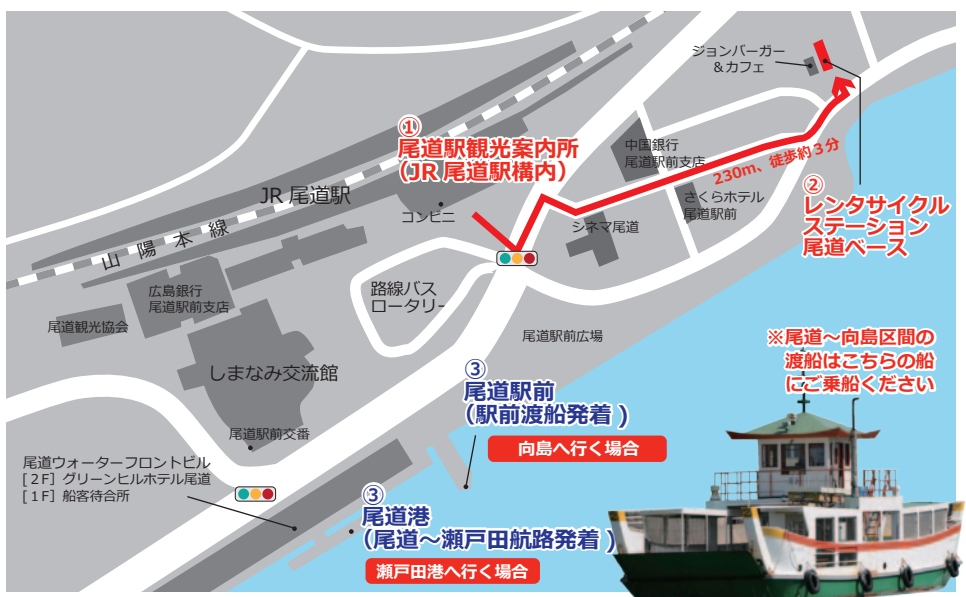 ジョンバーガー
＆カフェ
①
尾道駅観光案内所
（JR 尾道駅構内）
中国銀行
尾道駅前支店
230m、徒歩約３分
さくらホテル
尾道駅前
②
レンタサイクル
ステーション
尾道ベース
JR 尾道駅
コンビニ
シネマ尾道
山陽本線
広島銀行
尾道駅前支店
路線バス
ロータリー
尾道観光協会
尾道駅前広場
しまなみ交流館
※尾道～向島区間の
渡船はこちらの船
にご乗船ください
③
尾道駅前
（駅前渡船発着 ）
向島へ行く場合
尾道駅前交番
尾道ウォーターフロントビル
[２F］グリーンヒルホテル尾道
[１F］船客待合所
③
尾道港
（尾道～瀬戸田航路発着 ）
瀬戸田港へ行く場合